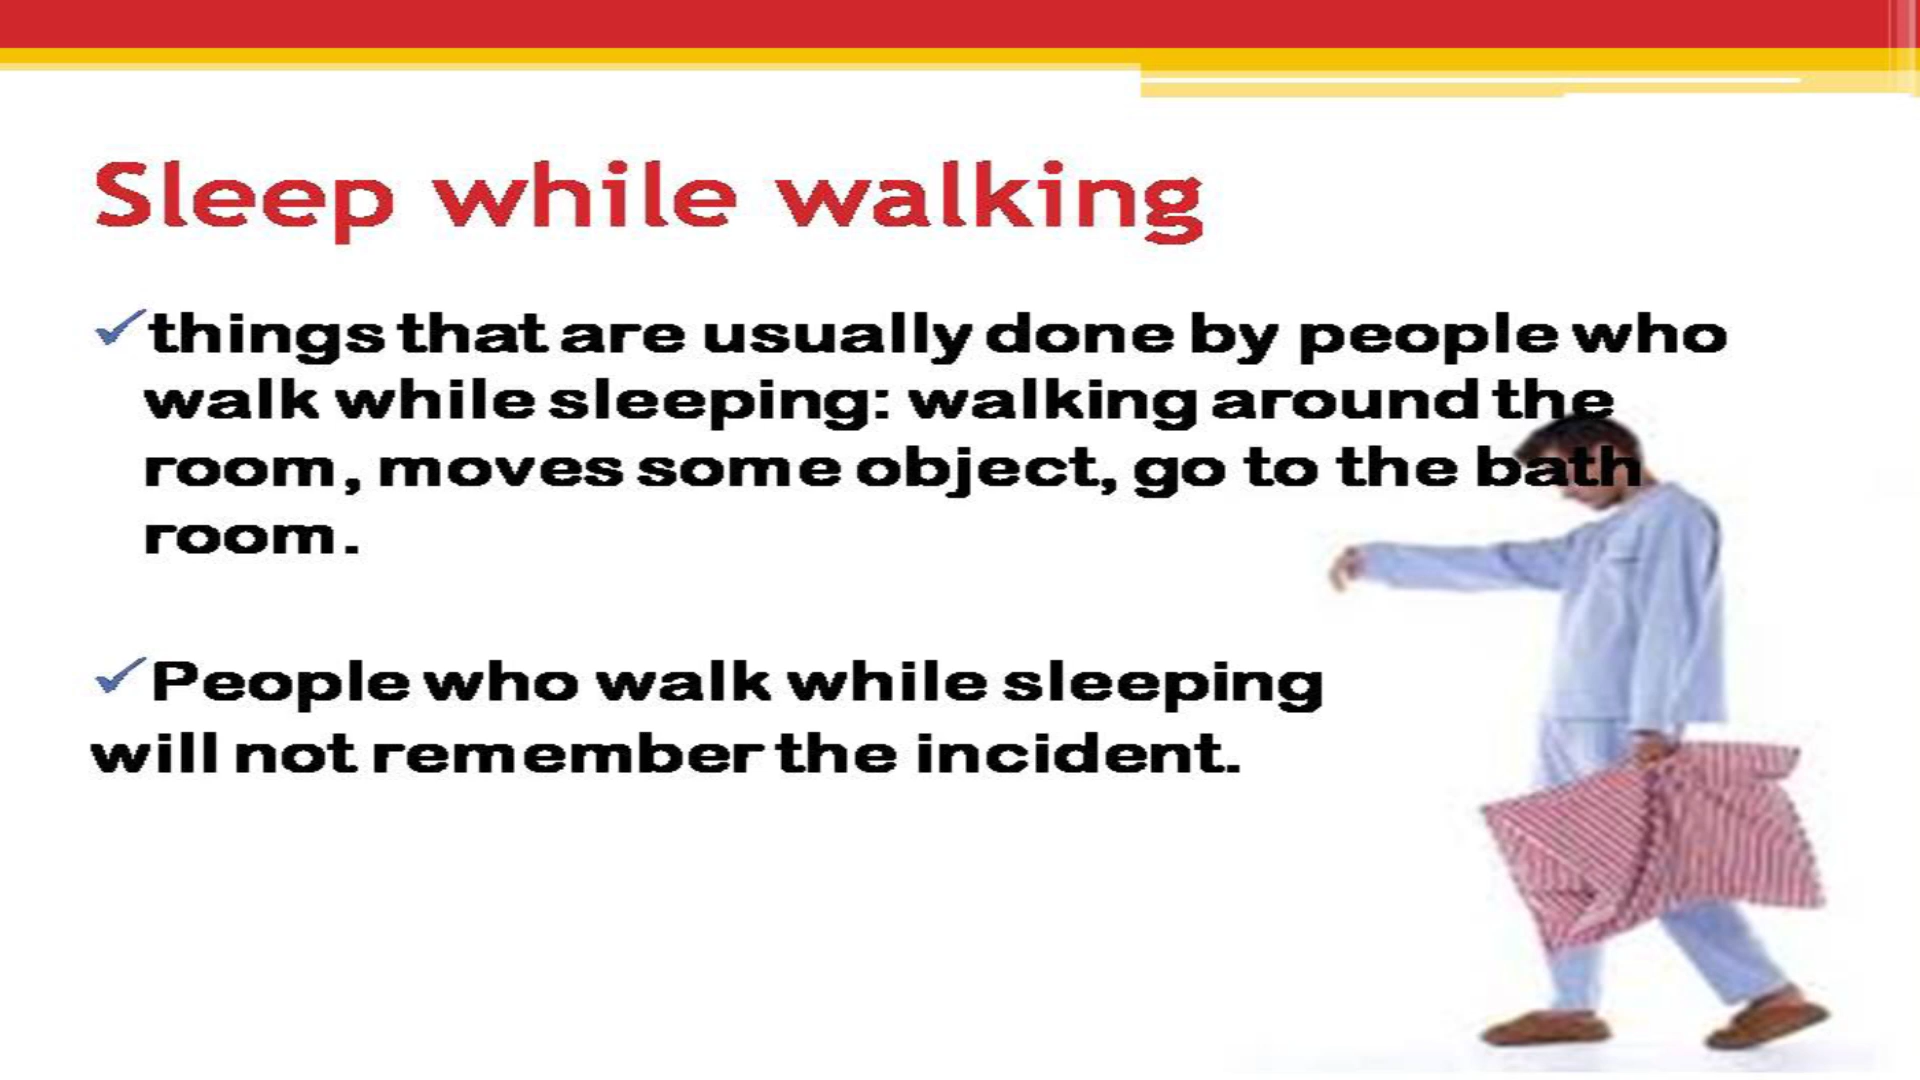 Sleep while walking
✓things that are usually done by people who
walk while sleeping: walking around the
room, moves some object, go to the bath
room.
✓People who walk while sleeping
will not remember the incident.